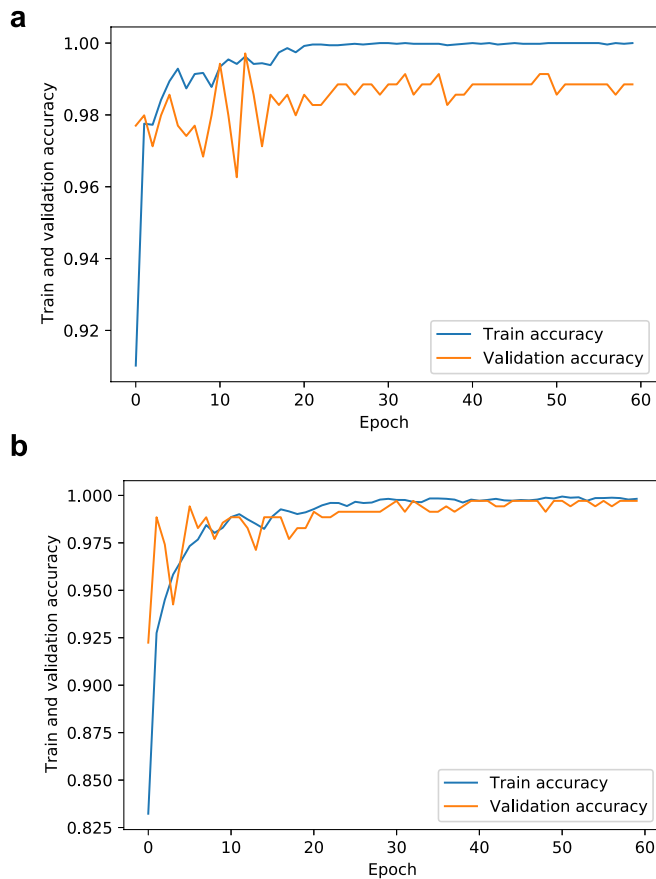 a
1.00
0.98
0.96
0.94
0.92
Train and validation accuracy
Train accuracy
Validation accuracy
0 10 20 30 40 50 60
Epoch
b
1.000
0.975
0.950
0.925
0.900
0.875
0.850
0.825
Train and validation accuracy
Train accuracy
Validation accuracy
0 10 20 30 40 50 60
Epoch